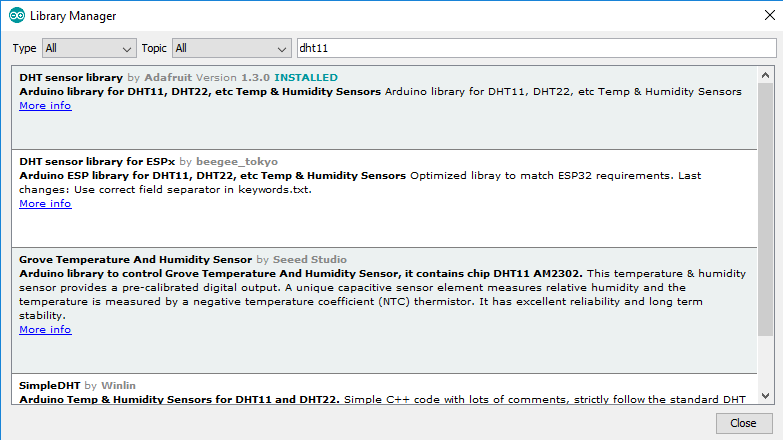 Library Manager
Type All Topic All dht11
DHT sensor library by Adafruit Version 1.3.0 INSTALLED
Arduino library for DHT11, DHT22, etc Temp & Humidity Sensors Arduino library for DHT11, DHT22, etc Temp & Humidity Sensors
More info
DHT sensor library for ESPx by beegee_tokyo
Arduino ESP library for DHT11, DHT22, etc Temp & Humidity Sensors Optimized libray to match ESP32 requirements. Last
changes: Use correct field separator in keywords.txt.
More info
Grove Temperature And Humidity Sensor by Seeed Studio
Arduino library to control Grove Temperature And Humidity Sensor, it contains chip DHT11 AM2302. This temperature & humidity
sensor provides a pre-calibrated digital output. A unique capacitive sensor element measures relative humidity and the
temperature is measured by a negative temperature coefficient (NTC) thermistor. It has excellent reliability and long term
stability.
More info
SimpleDHT by Winlin
Arduino Temp & Humidity Sensors for DHT11 and DHT22. Simple C++ code with lots of comments, strictly follow the standard DHT
Close